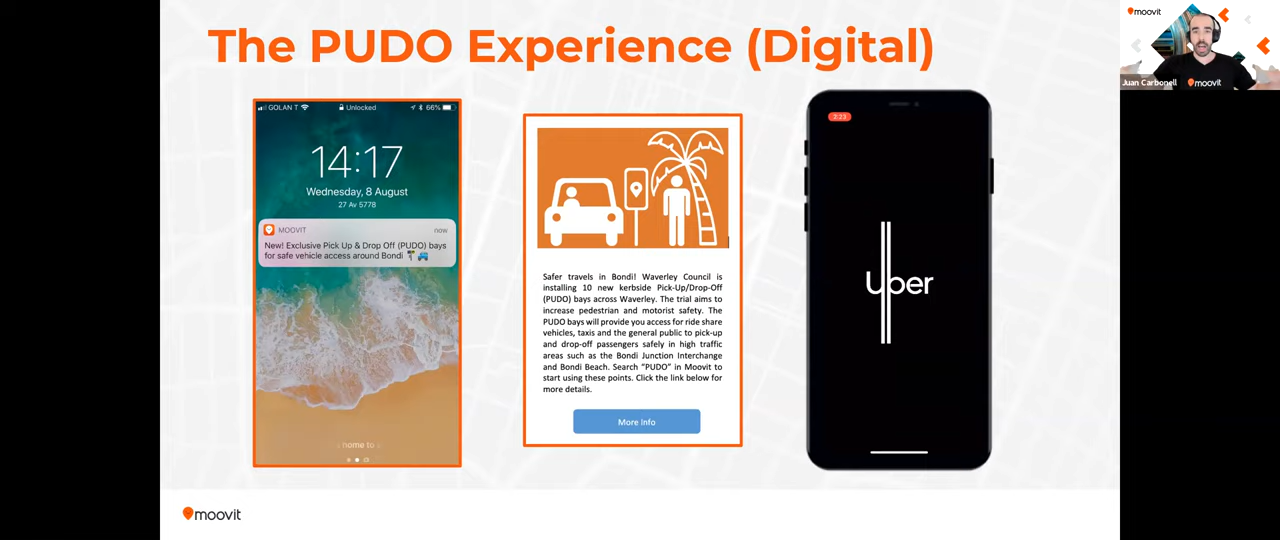 The PUDO Experience (Digital)
GOLAN T
Unlocked
66%
14:17
Wednesday, 8 August
27 Av 5778
MOOVIT
now
New! Exclusive Pick Up & Drop Off (PUDO) bays
for safe vehicle access around Bondi
home to
Safer travels in Bondi! Waverley Council is
installing 10 new kerbside Pick-Up/Drop-Off
(PUDO) bays across Waverley. The trial aims to
increase pedestrian and motorist safety. The
PUDO bays will provide you access for ride share
vehicles, taxis and the general public to pick-up
and drop-off passengers safely in high traffic
areas such as the Bondi Junction Interchange
and Bondi Beach. Search “PUDO” in Moovit to
start using these points. Click the link below for
more details.
More Info
2:23
Uber
moovit
moovit
Juan Carbonell
moovit